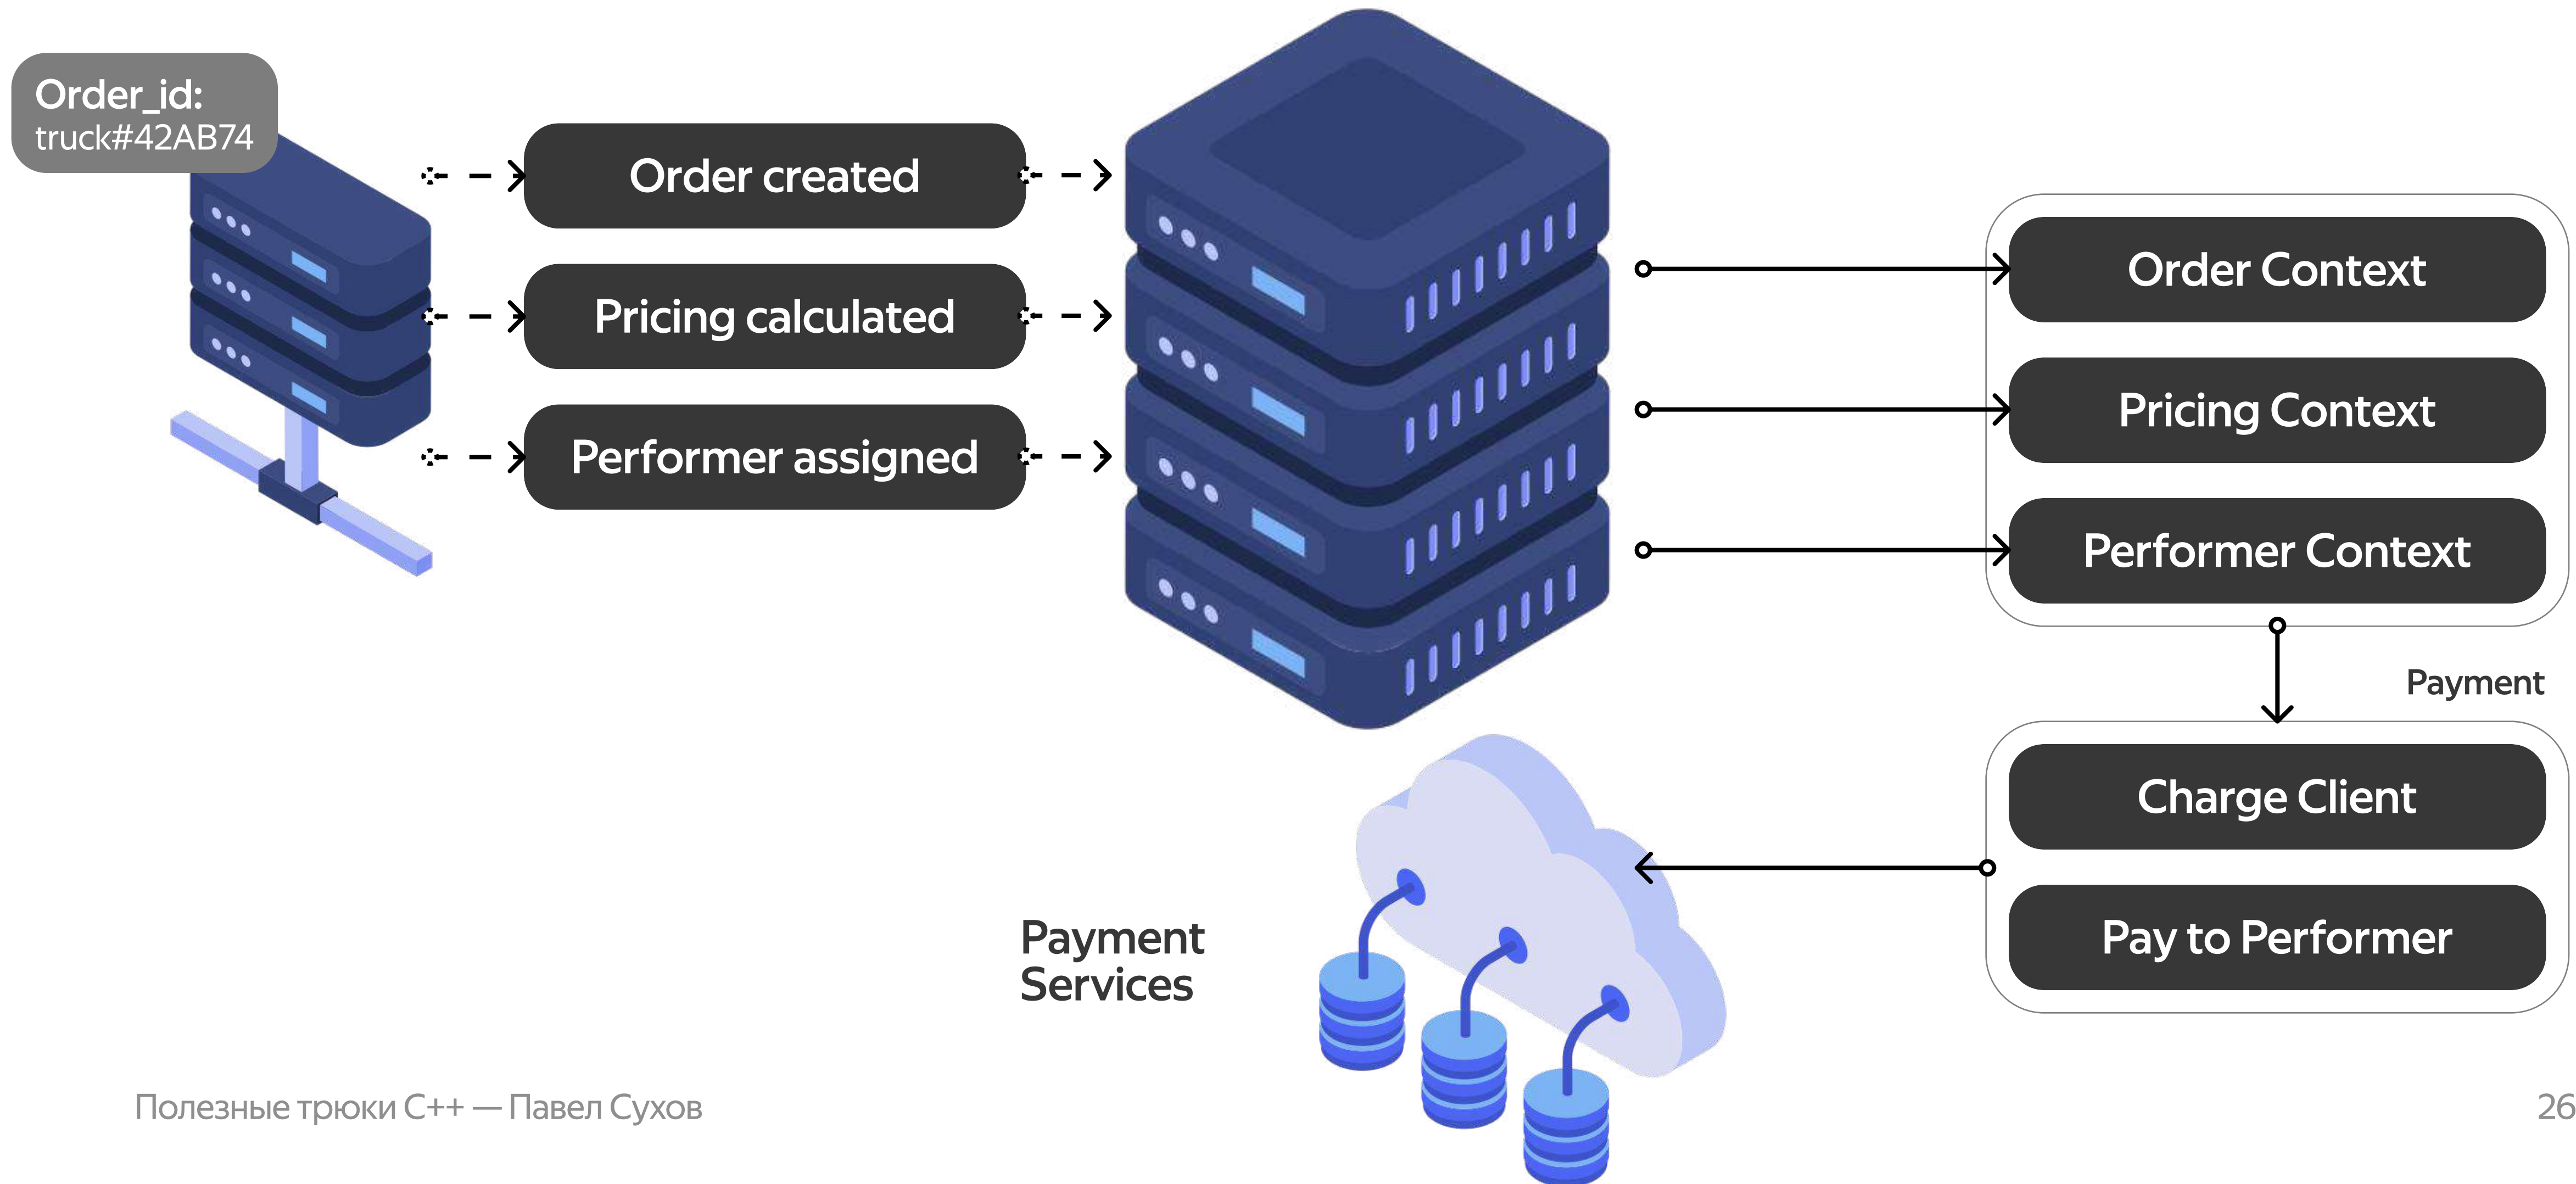 Order_id:
truck#42AB74
Order created
Pricing calculated
Performer assigned
Order Context
Pricing Context
Performer Context
Payment
Charge Client
Pay to Performer
Payment
Services
Полезные трюки C++ — Павел Сухов
26